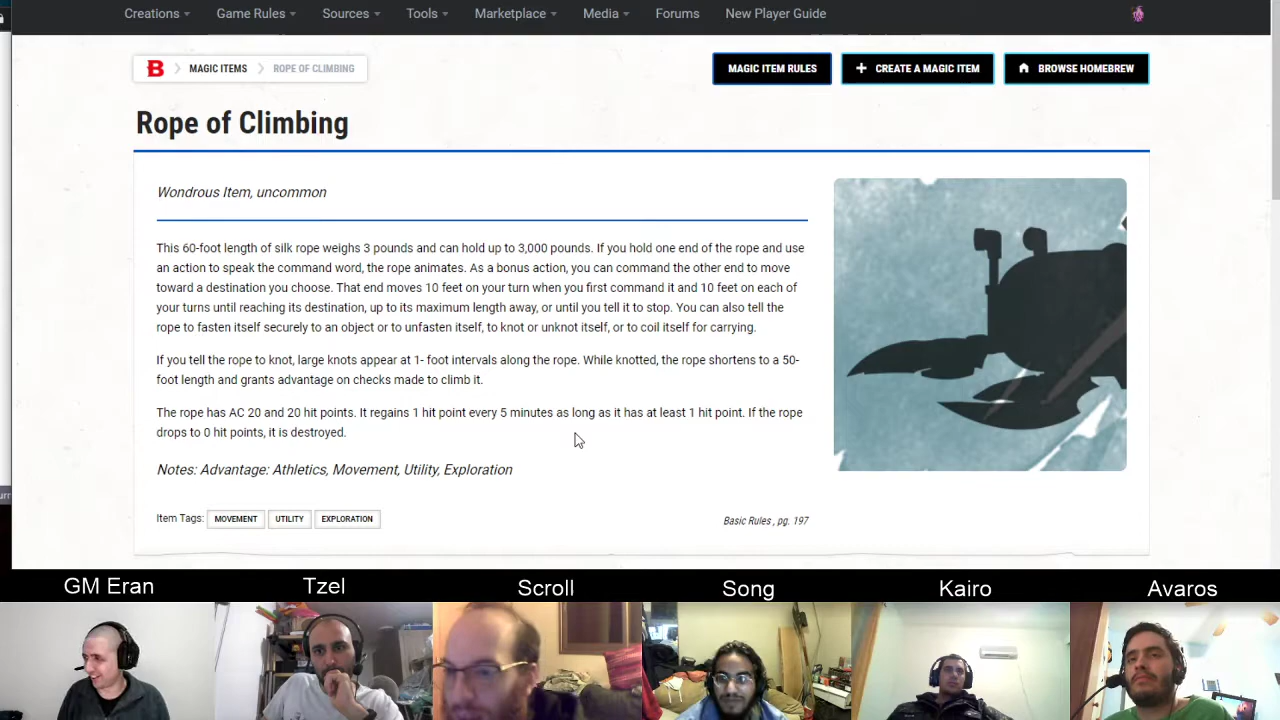 Creations Game Rules Sources Tools Marketplace Media Forums New Player Guide
B MAGIC ITEMS ROPE OF CLIMBING MAGIC ITEM RULES + CREATE A MAGIC ITEM BROWSE HOMEBREW
Rope of Climbing
Wondrous Item, uncommon
This 60-foot length of silk rope weighs 3 pounds and can hold up to 3,000 pounds. If you hold one end of the rope and use
an action to speak the command word, the rope animates. As a bonus action, you can command the other end to move
toward a destination you choose. That end moves 10 feet on your turn when you first command it and 10 feet on each of
your turns until reaching its destination, up to its maximum length away, or until you tell it to stop. You can also tell the
rope to fasten itself securely to an object or to unfasten itself, to knot or unknot itself, or to coil itself for carrying.
If you tell the rope to knot, large knots appear at 1- foot intervals along the rope. While knotted, the rope shortens to a 50-
foot length and grants advantage on checks made to climb it.
The rope has AC 20 and 20 hit points. It regains 1 hit point every 5 minutes as long as it has at least 1 hit point. If the rope
drops to 0 hit points, it is destroyed.
Notes: Advantage: Athletics, Movement, Utility, Exploration
Item Tags: MOVEMENT UTILITY EXPLORATION
Basic Rules , pg. 197
GM Eran Tzel Scroll Song Kairo Avaros